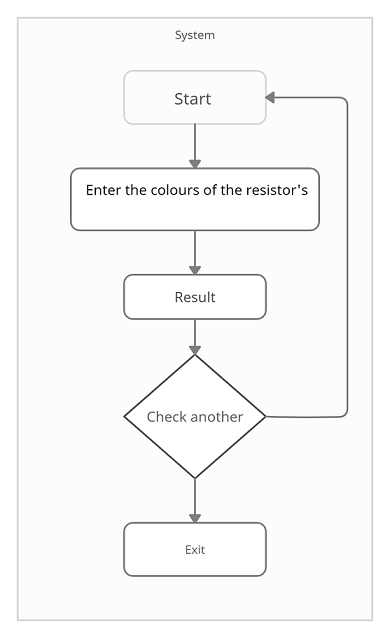 System
Start
Enter the colours of the resistor's
Result
Check another
Exit